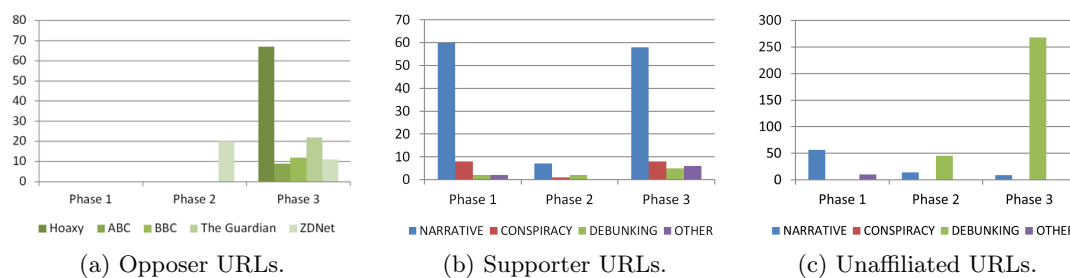 80
70
60
50
40
30
20
10
0
Phase 1 Phase 2 Phase 3
Hoaxy ABC BBC The Guardian ZDNet
(a) Opposer URLs.
70
60
50
40
30
20
10
0
Phase 1 Phase 2 Phase 3
NARRATIVE CONSPIRACY DEBUNKING OTHER
(b) Supporter URLs.
300
250
200
150
100
50
0
Phase 1 Phase 2 Phase 3
NARRATIVE CONSPIRACY DEBUNKING OTHER
(c) Unaffiliated URLs.